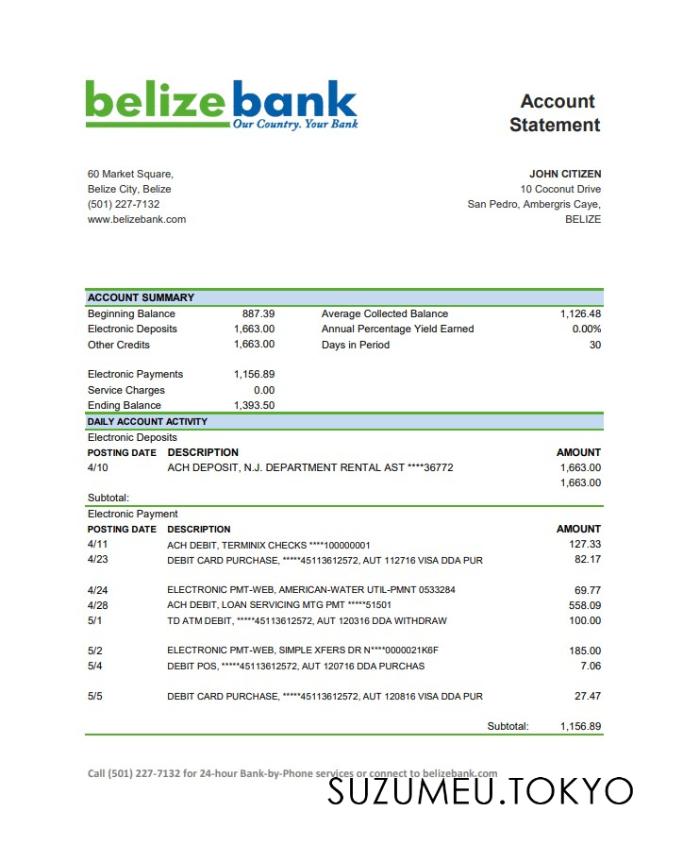 belizebank
Our Country. Your Bank
Account
Statement
60 Market Square,
Belize City, Belize
(501) 227-7132
www.belizebank.com
JOHN CITIZEN
10 Coconut Drive
San Pedro, Ambergris Caye,
BELIZE
ACCOUNT SUMMARY
Beginning Balance 887.39 Average Collected Balance 1,126.48
Electronic Deposits 1,663.00 Annual Percentage Yield Earned 0.00%
Other Credits 1,663.00 Days in Period 30
Electronic Payments 1,156.89
Service Charges 0.00
Ending Balance 1,393.50
DAILY ACCOUNT ACTIVITY
Electronic Deposits
POSTING DATE DESCRIPTION AMOUNT
4/10 ACH DEPOSIT, N.J. DEPARTMENT RENTAL AST ****36772 1,663.00
1,663.00
Subtotal:
Electronic Payment
POSTING DATE DESCRIPTION AMOUNT
4/11 ACH DEBIT, TERMINIX CHECKS ****100000001 127.33
4/23 DEBIT CARD PURCHASE, *****45113612572, AUT 112716 VISA DDA PUR 82.17
4/24 ELECTRONIC PMT-WEB, AMERICAN-WATER UTIL-PMNT 0533284 69.77
4/28 ACH DEBIT, LOAN SERVICING MTG PMT *****51501 558.09
5/1 TD ATM DEBIT, *****45113612572, AUT 120316 DDA WITHDRAW 100.00
5/2 ELECTRONIC PMT-WEB, SIMPLE XFERS DR N****0000021K6F 185.00
5/4 DEBIT POS, *****45113612572, AUT 120716 DDA PURCHAS 7.06
5/5 DEBIT CARD PURCHASE, *****45113612572, AUT 120816 VISA DDA PUR 27.47
Subtotal: 1,156.89
Call (501) 227-7132 for 24-hour Bank-by-Phone services or connect to belizebank.com
SUZUMEU.TOKYO